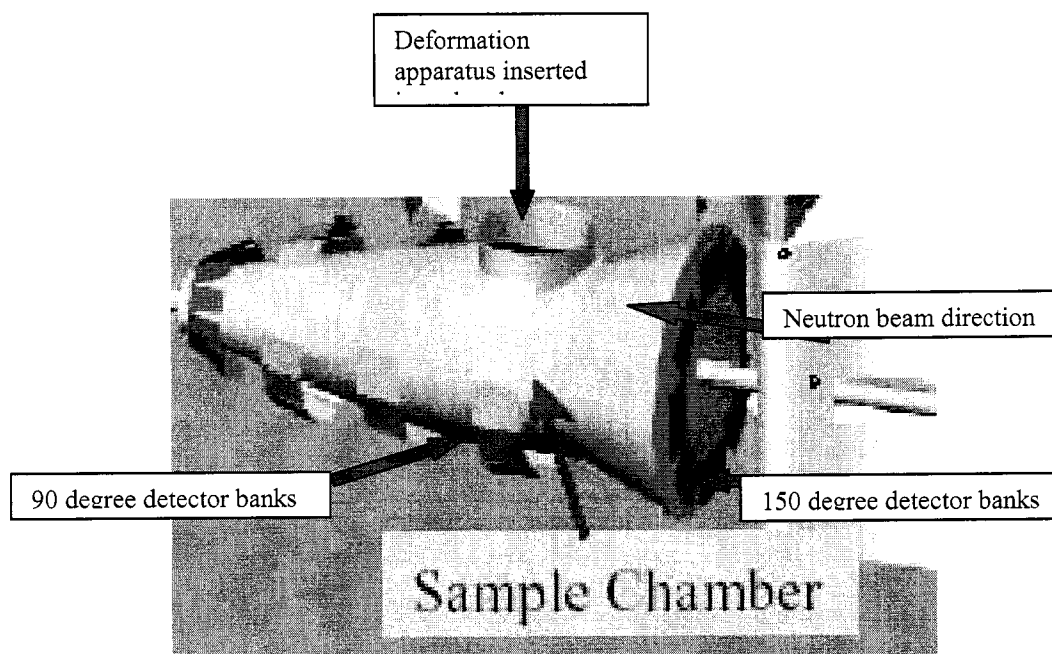 Deformation
apparatus inserted
Neutron beam direction
90 degree detector banks
150 degree detector banks
Sample Chamber